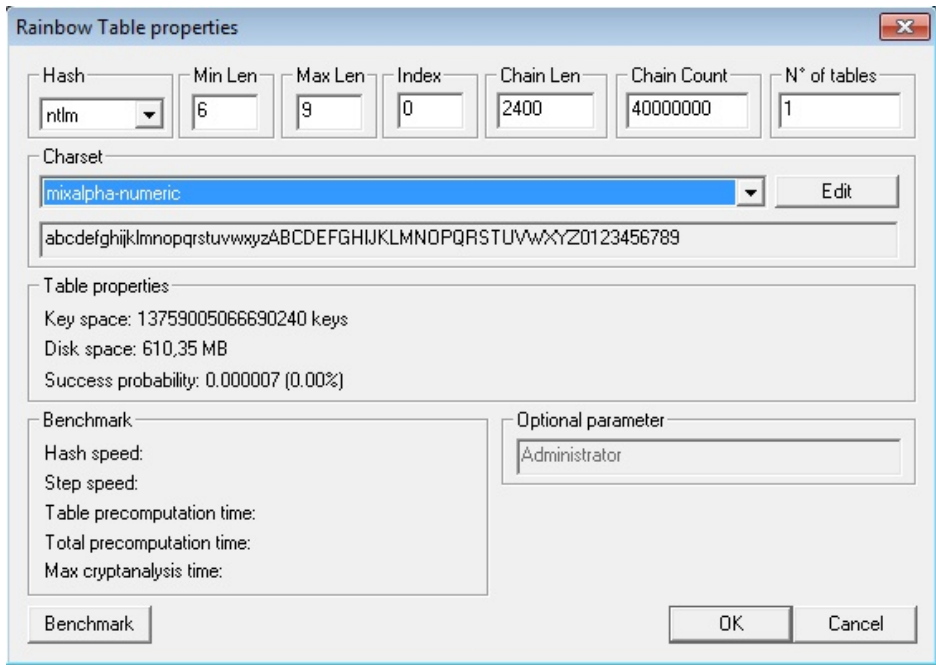 Rainbow Table properties
Hash Min Len Max Len Index Chain Len Chain Count N° of tables
ntlm 6 9 0 2400 40000000 1
Charset
mixalpha-numeric Edit
abcdefghijklmnopqrstuvwxyzABCDEFGHIJKLMNOPQRSTUVWXYZ0123456789
Table properties
Key space: 13759005066690240 keys
Disk space: 610,35 MB
Success probability: 0.000007 (0.00%)
Benchmark Optional parameter
Hash speed: Administrator
Step speed:
Table precomputation time:
Total precomputation time:
Max cryptanalysis time:
Benchmark OK Cancel